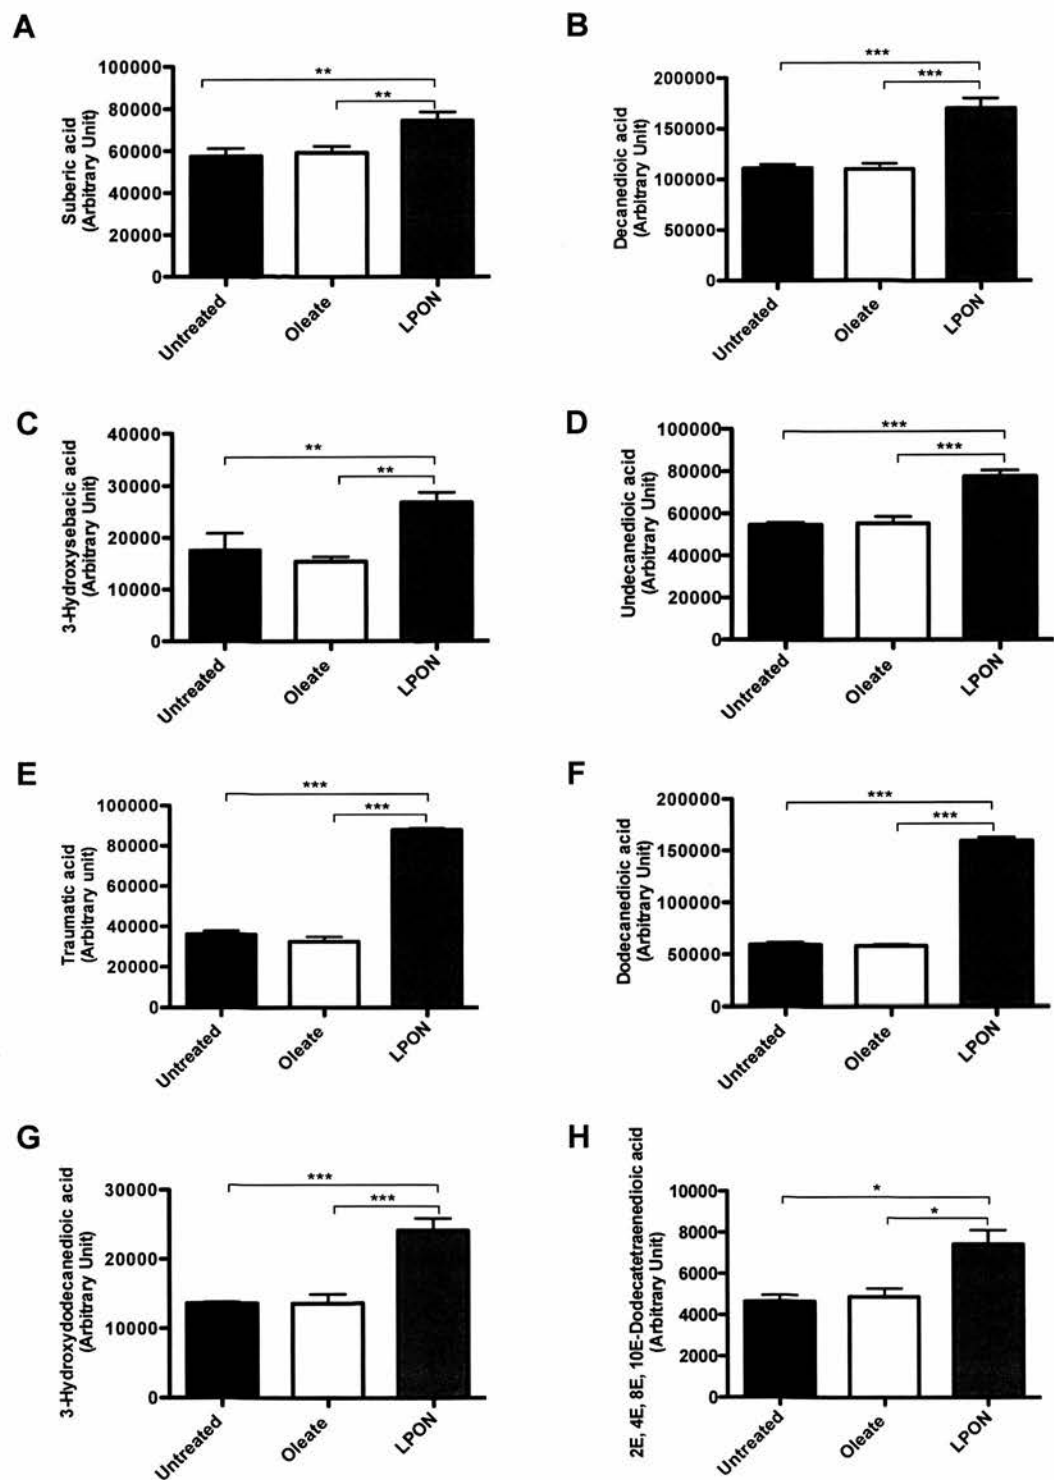 A
Suberic acid
(Arbitrary Unit)
100000
80000
60000
40000
20000
0
**
**
Untreated
Oleate
LPON
B
Decanedioic acid
(Arbitrary Unit)
200000
150000
100000
50000
0
***
***
Untreated
Oleate
LPON
C
3-Hydroxysebacic acid
(Arbitrary Unit)
40000
30000
20000
10000
0
**
**
Untreated
Oleate
LPON
D
Undecanedioic acid
(Arbitrary Unit)
100000
80000
60000
40000
20000
0
***
***
Untreated
Oleate
LPON
E
Traumatic acid
(Arbitrary unit)
100000
80000
60000
40000
20000
0
***
***
Untreated
Oleate
LPON
F
Dodecanedioic acid
(Arbitrary Unit)
200000
150000
100000
50000
0
***
***
Untreated
Oleate
LPON
G
3-Hydroxydodecanedioic acid
(Arbitrary Unit)
30000
20000
10000
0
***
***
Untreated
Oleate
LPON
H
2E, 4E, 8E, 10E-Dodecatetraenedioic acid
(Arbitrary Unit)
10000
8000
6000
4000
2000
0
*
*
Untreated
Oleate
LPON